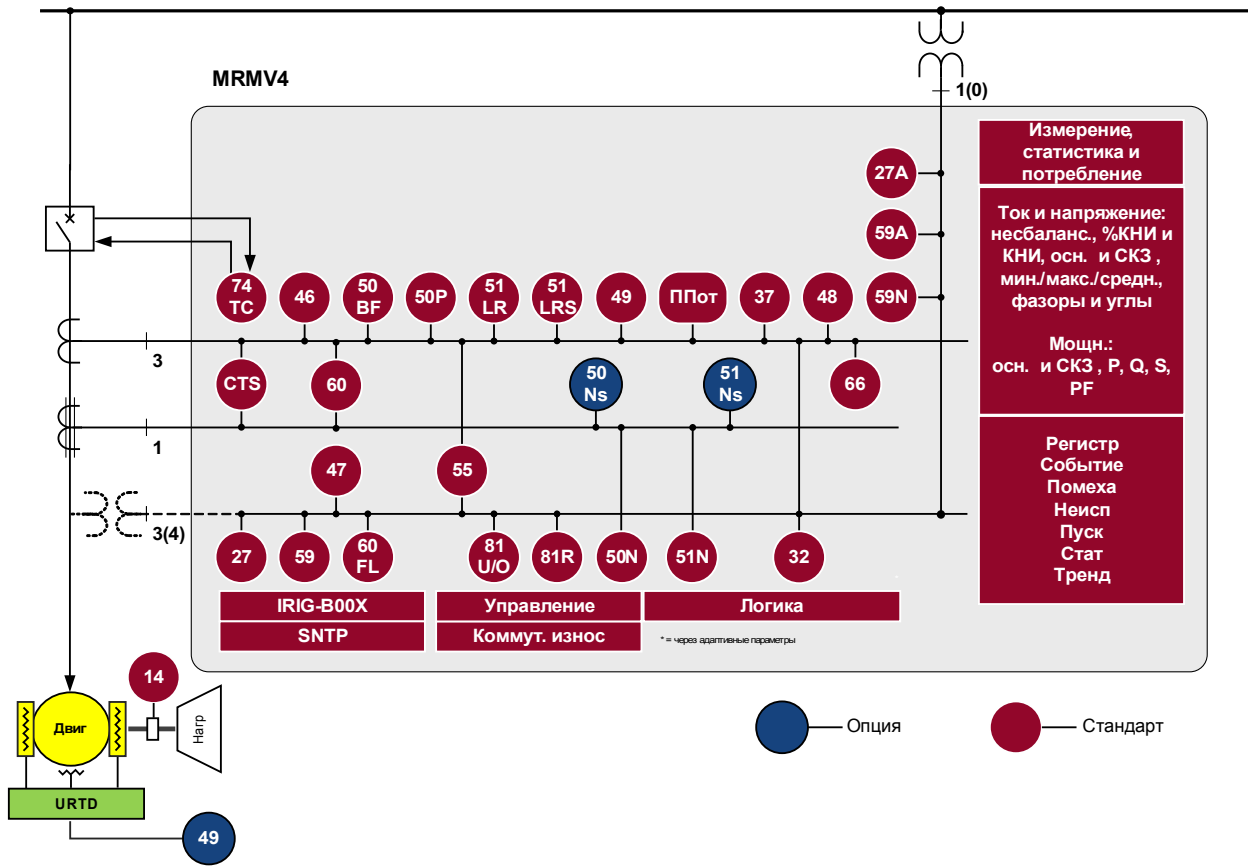 MRMV4
1(0)
Измерение,
статистика и
потребление
27A
59A
Ток и напряжение:
несбаланс., %КНИ и
КНИ, осн. и СКЗ ,
мин./макс./средн.,
фазоры и углы
Мощн.:
осн. и СКЗ , P, Q, S,
PF
74
TC
46
50
BF
50P
51
LR
51
LRS
49
ППот
37
48
59N
3
CTS
60
50
Ns
51
Ns
66
1
47
55
Регистр
Событие
Помеха
Неисп
Пуск
Стат
Тренд
3(4)
27
59
60
FL
81
U/O
81R
50N
51N
32
IRIG-B00X
Управление
Логика
SNTP
Коммут. износ
* = через адаптивные параметры
14
Двиг
Нагр
Опция
Стандарт
URTD
49